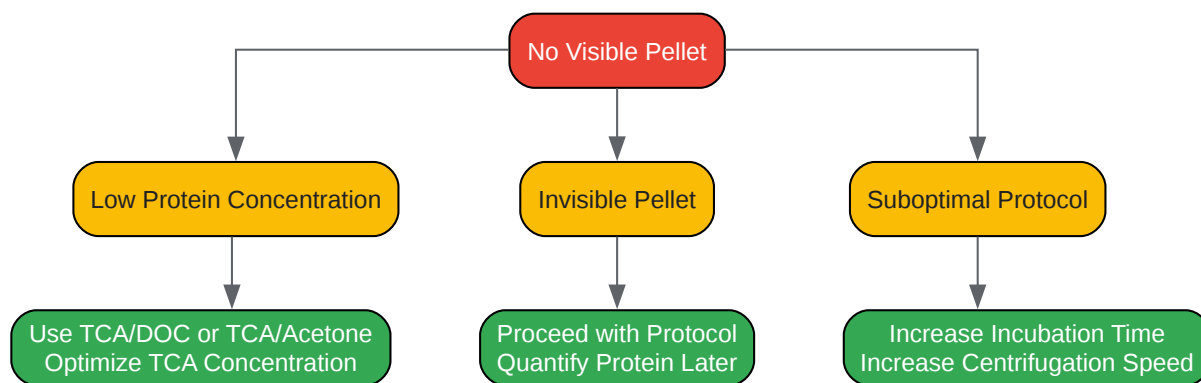 No Visible Pellet
Low Protein Concentration
Invisible Pellet
Suboptimal Protocol
Use TCA/DOC or TCA/Acetone
Optimize TCA Concentration
Proceed with Protocol
Quantify Protein Later
Increase Incubation Time
Increase Centrifugation Speed